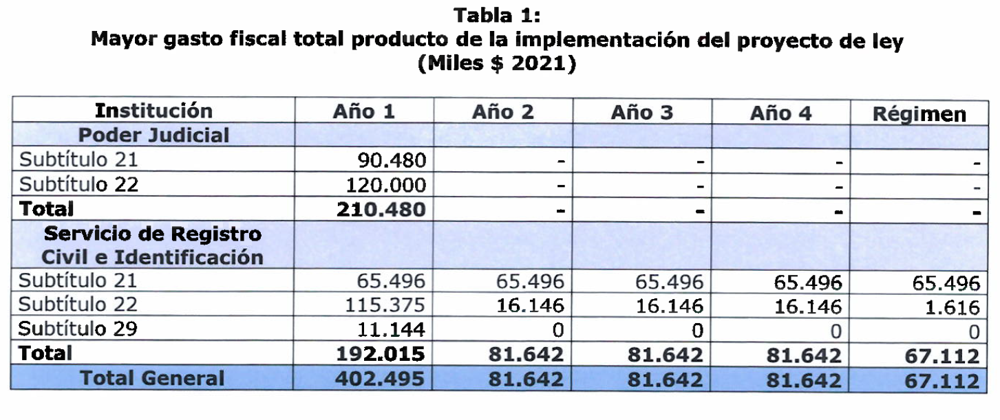 Tabla 1:
Mayor gasto fiscal total producto de la implementación del proyecto de ley
(Miles $ 2021)
Institución Año 1 Año 2 Año 3 Año 4 Régimen
Poder Judicial
Subtítulo 21 90.480 - - - -
Subtítulo 22 120.000 - - - -
Total 210.480 - - - -
Servicio de Registro
Civil e Identificación
Subtítulo 21 65.496 65.496 65.496 65.496 65.496
Subtítulo 22 115.375 16.146 16.146 16.146 1.616
Subtítulo 29 11.144 0 0 0 0
Total 192.015 81.642 81.642 81.642 67.112
Total General 402.495 81.642 81.642 81.642 67.112